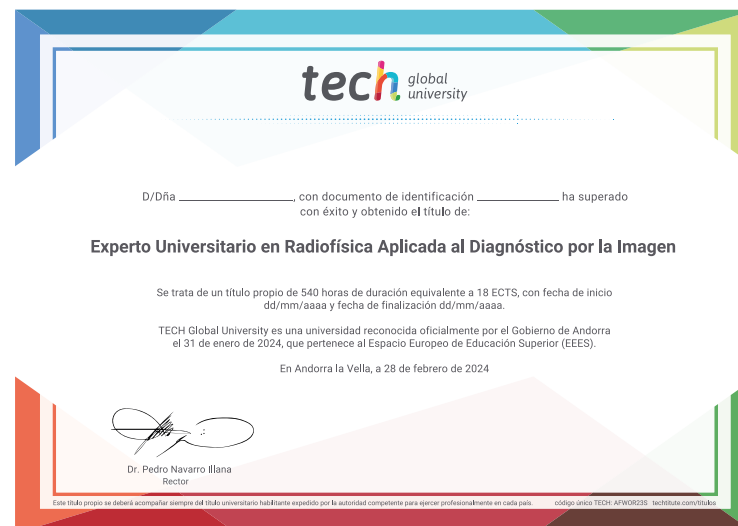 tech global university
D/Dña ____________, con documento de identificación ____________ ha superado
con éxito y obtenido el título de:
Experto Universitario en Radiofísica Aplicada al Diagnóstico por la Imagen
Se trata de un título propio de 540 horas de duración equivalente a 18 ECTS, con fecha de inicio
dd/mm/aaaa y fecha de finalización dd/mm/aaaa.
TECH Global University es una universidad reconocida oficialmente por el Gobierno de Andorra
el 31 de enero de 2024, que pertenece al Espacio Europeo de Educación Superior (EEES).
En Andorra la Vella, a 28 de febrero de 2024
Dr. Pedro Navarro Illana
Rector
Este título propio se deberá acompañar siempre del título universitario habilitante expedido por la autoridad competente para ejercer profesionalmente en cada país. código único TECH: AFWOR23S techtitute.com/titulos